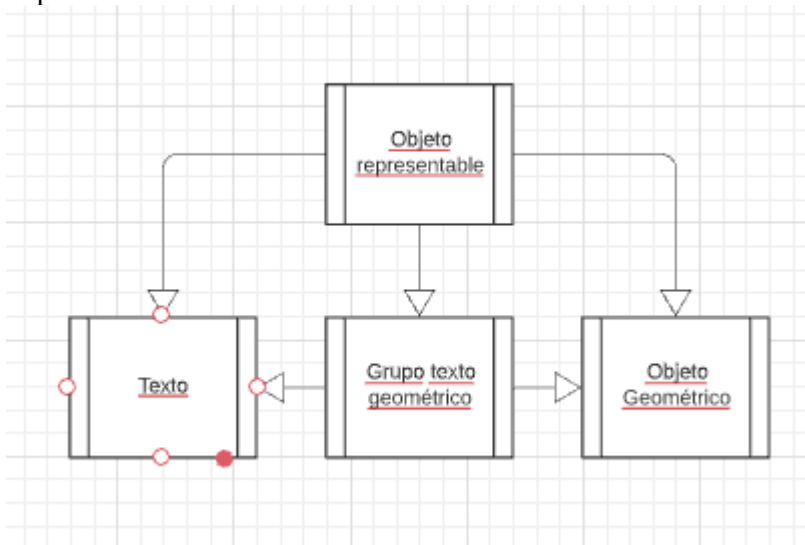 Objeto
representable
Texto
Grupo texto
geométrico
Objeto
Geométrico